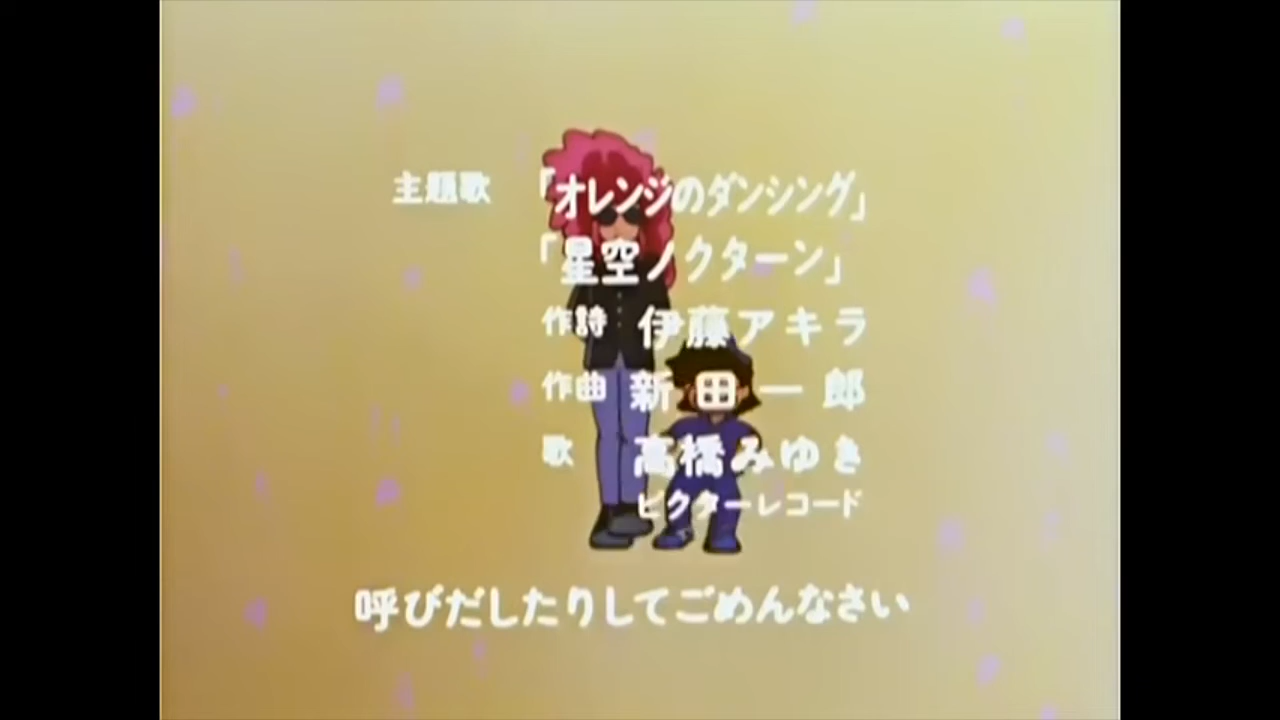 主題歌 「オレンジのダンシング」
「星空ノクターン」
作詩 伊藤アキラ
作曲 新田一郎
歌 高橋みゆき
ビクターレコード
呼びだしたりしてごめんなさい